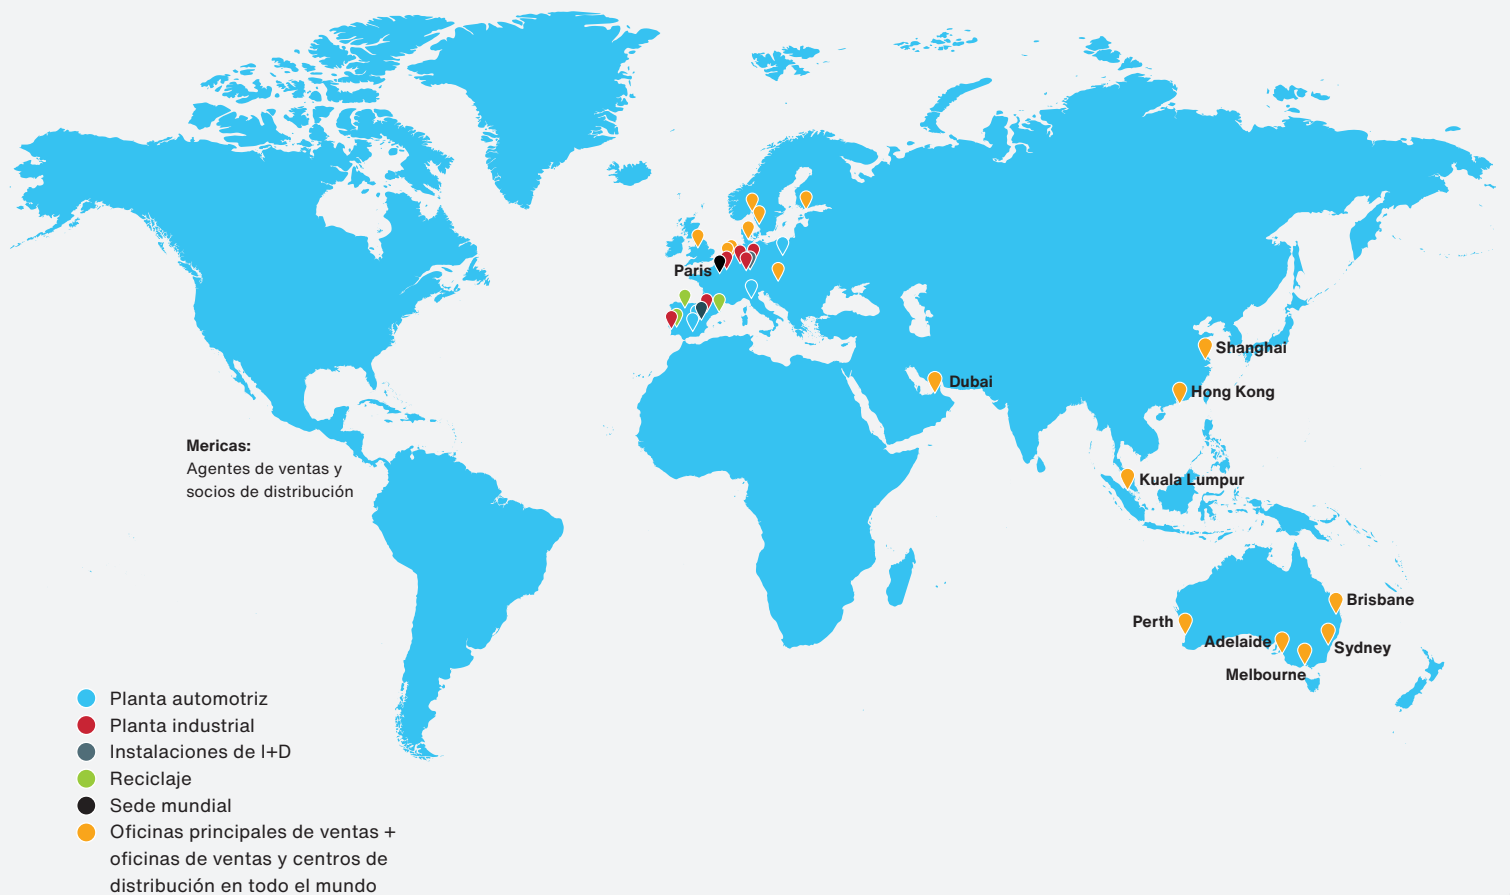 Paris
Shanghai
Dubai
Hong Kong
Mericas:
Agentes de ventas y
socios de distribución
Kuala Lumpur
Brisbane
Perth
Adelaide
Sydney
Melbourne
Planta automotriz
Planta industrial
Instalaciones de I+D
Reciclaje
Sede mundial
Oficinas principales de ventas +
oficinas de ventas y centros de
distribución en todo el mundo